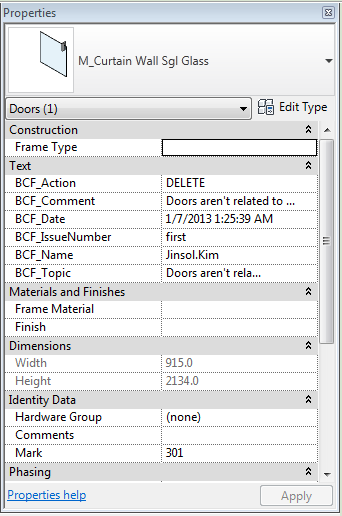 Properties
M_Curtain Wall Sgl Glass
Doors (1) Edit Type
Construction
Frame Type
Text
BCF_Action DELETE
BCF_Comment Doors aren't related to ...
BCF_Date 1/7/2013 1:25:39 AM
BCF_IssueNumber first
BCF_Name Jinsol.Kim
BCF_Topic Doors aren't rela...
Materials and Finishes
Frame Material
Finish
Dimensions
Width 915.0
Height 2134.0
Identity Data
Hardware Group (none)
Comments
Mark 301
Phasing
Properties help Apply